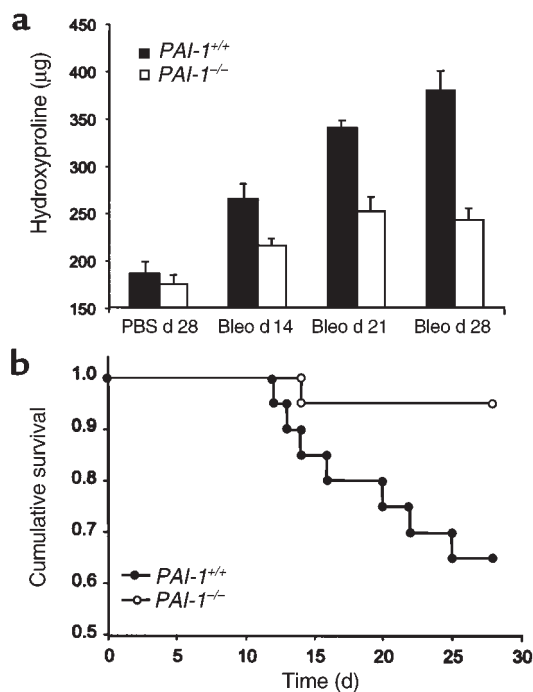 a
Hydroxyproline (µg)
450
400
350
300
250
200
150
PAI-1+/+
PAI-1−/−
PBS d 28 Bleo d 14 Bleo d 21 Bleo d 28
b
Cumulative survival
1.0
0.9
0.8
0.7
0.6
0.5
PAI-1+/+
PAI-1−/−
0 5 10 15 20 25 30
Time (d)